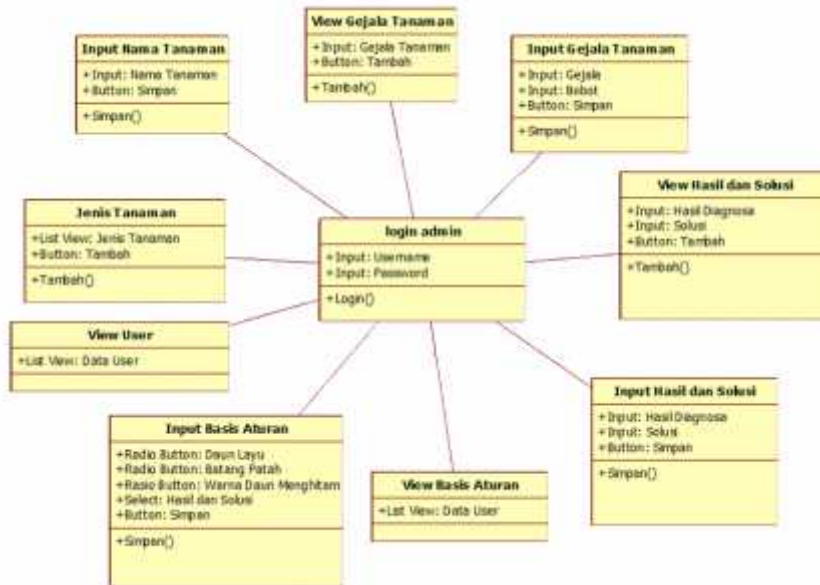 View Gejala Tanaman
+Input: Gejala Tanaman
+Button: Tambah
+Tambah()
Input Nama Tanaman
+Input: Nama Tanaman
+Button: Simpan
+Simpan()
Input Gejala Tanaman
+Input: Gejala
+Input: Bobot
+Button: Simpan
+Simpan()
View Hasil dan Solusi
+Input: Hasil Diagnosa
+Input: Solusi
+Button: Tambah
+Tambah()
Jenis Tanaman
+List View: Jenis Tanaman
+Button: Tambah
+Tambah()
login admin
+Input: Username
+Input: Password
+Login()
View User
+List View: Data User
Input Hasil dan Solusi
+Input: Hasil Diagnosa
+Input: Solusi
+Button: Simpan
+Simpan()
Input Basis Aturan
+Radio Button: Daun Layu
+Radio Button: Batang Patah
+Rasio Button: Warna Daun Menghitam
+Select: Hasil dan Solusi
+Button: Simpan
+Simpan()
View Basis Aturan
+List View: Data User